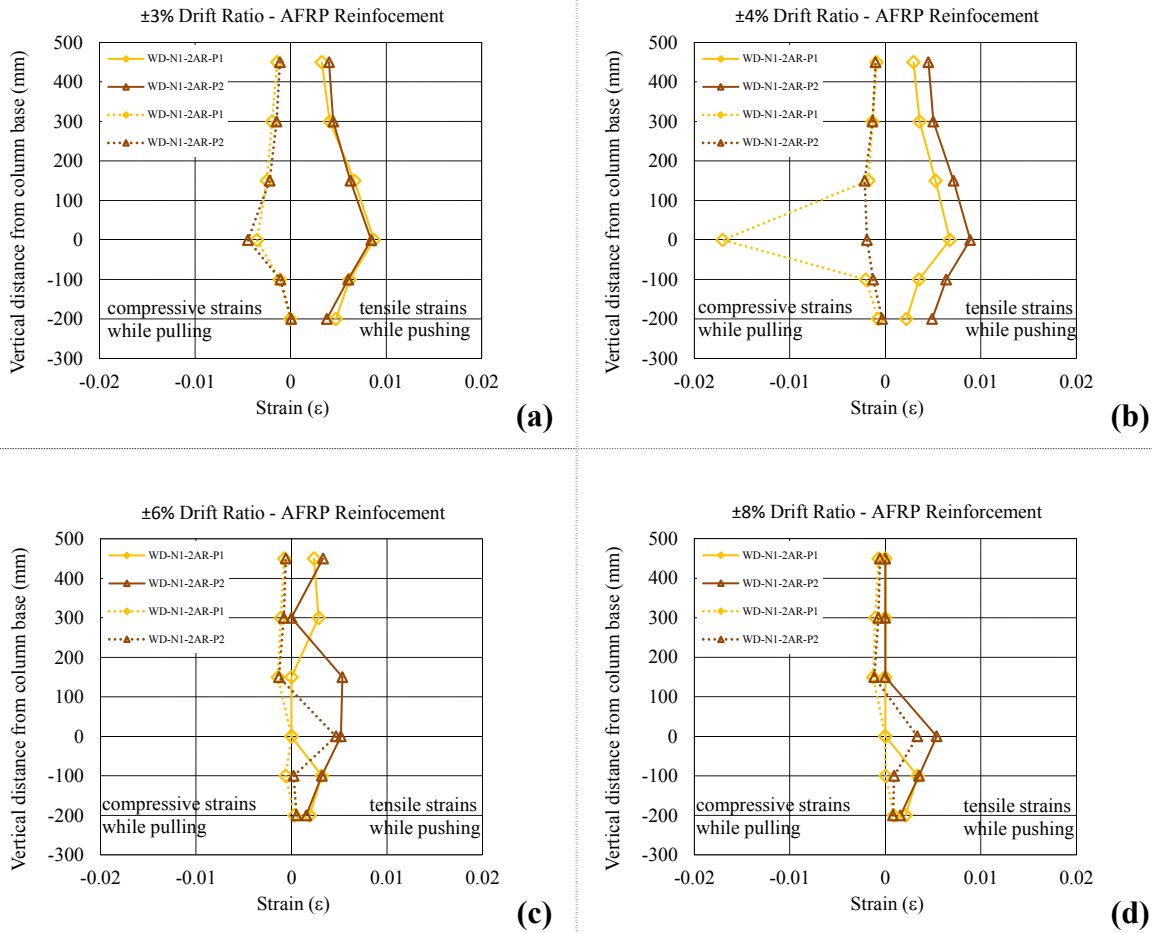 ±3% Drift Ratio - AFRP Reinfocement
Vertical distance from column base (mm)
500
400
300
200
100
0
-100
-200
-300
WD-N1-2AR-P1
WD-N1-2AR-P2
WD-N1-2AR-P1
WD-N1-2AR-P2
compressive strains
while pulling
tensile strains
while pushing
-0.02
-0.01
0
0.01
0.02
Strain (ε)
(a)
±4% Drift Ratio - AFRP Reinfocement
Vertical distance from column base (mm)
500
400
300
200
100
0
-100
-200
-300
WD-N1-2AR-P1
WD-N1-2AR-P2
WD-N1-2AR-P1
WD-N1-2AR-P2
compressive strains
while pulling
tensile strains
while pushing
-0.02
-0.01
0
0.01
0.02
Strain (ε)
(b)
±6% Drift Ratio - AFRP Reinfocement
Vertical distance from column base (mm)
500
400
300
200
100
0
-100
-200
-300
WD-N1-2AR-P1
WD-N1-2AR-P2
WD-N1-2AR-P1
WD-N1-2AR-P2
compressive strains
while pulling
tensile strains
while pushing
-0.02
-0.01
0
0.01
0.02
Strain (ε)
(c)
±8% Drift Ratio - AFRP Reinforcement
Vertical distance from column base (mm)
500
400
300
200
100
0
-100
-200
-300
WD-N1-2AR-P1
WD-N1-2AR-P2
WD-N1-2AR-P1
WD-N1-2AR-P2
compressive strains
while pulling
tensile strains
while pushing
-0.02
-0.01
0
0.01
0.02
Strain (ε)
(d)